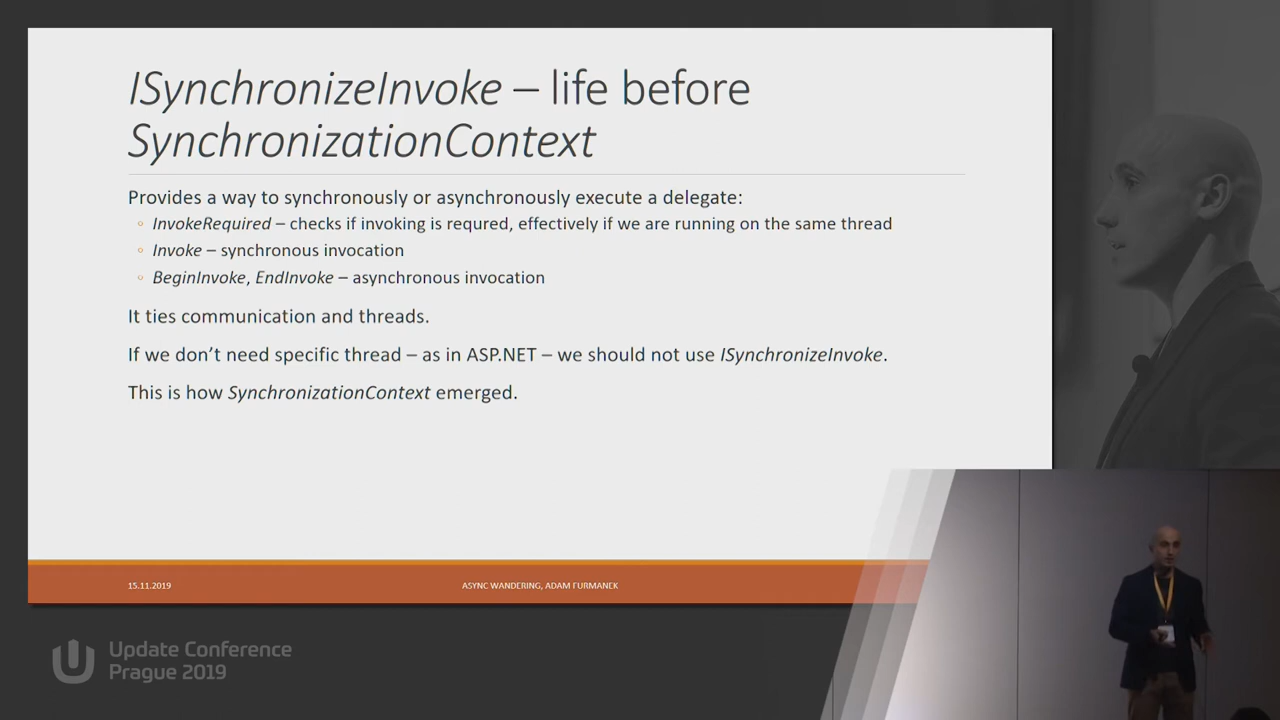 ISynchronizeInvoke – life before
SynchronizationContext
Provides a way to synchronously or asynchronously execute a delegate:
◦ InvokeRequired – checks if invoking is requred, effectively if we are running on the same thread
◦ Invoke – synchronous invocation
◦ BeginInvoke, EndInvoke – asynchronous invocation
It ties communication and threads.
If we don’t need specific thread – as in ASP.NET – we should not use ISynchronizeInvoke.
This is how SynchronizationContext emerged.
15.11.2019
ASYNC WANDERING, ADAM FURMANEK
Update Conference
Prague 2019